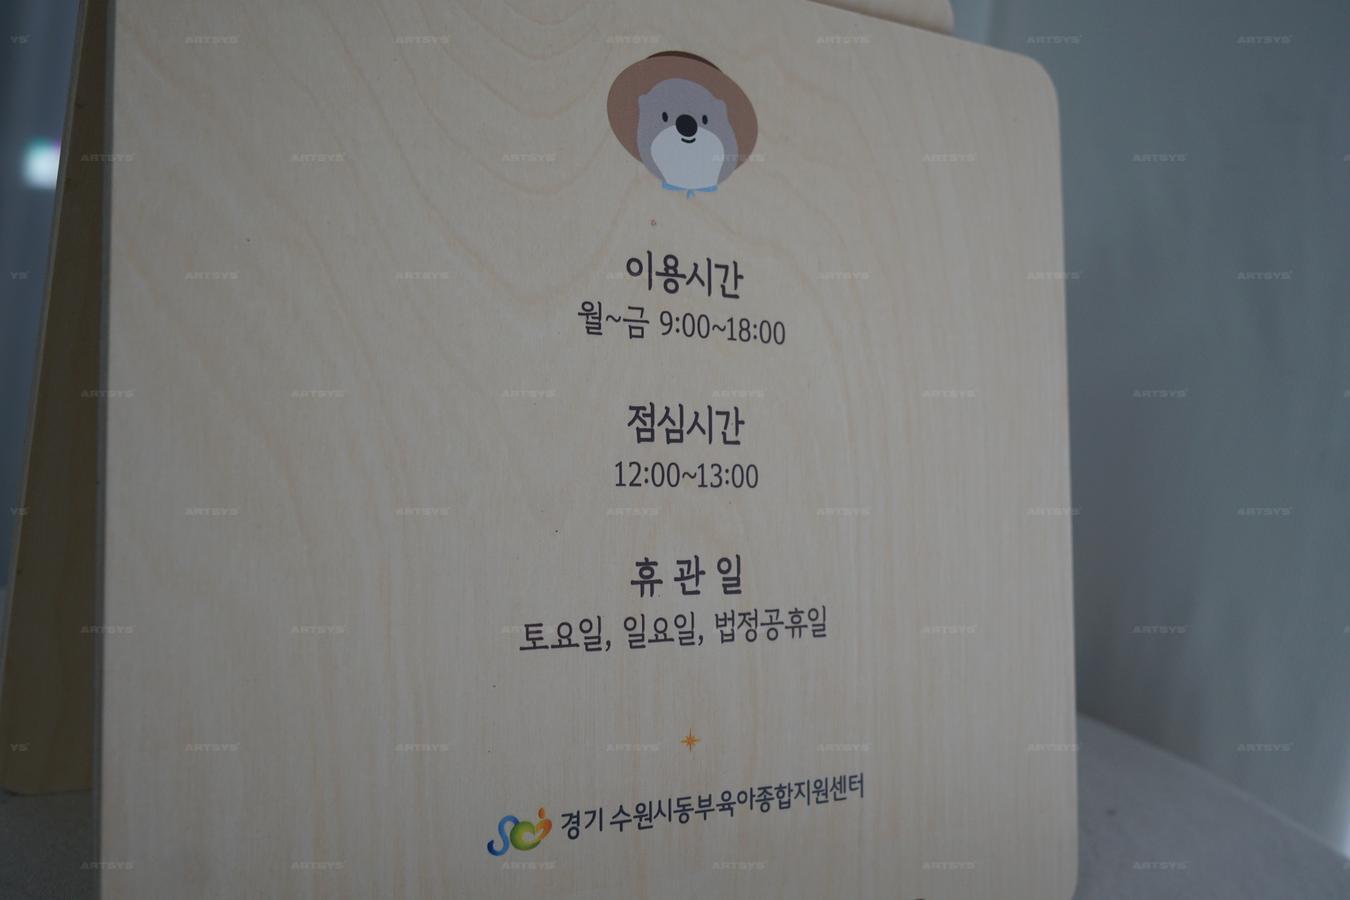 이용시간
월~금 9:00~18:00
점심시간
12:00~13:00
휴 관 일
토요일, 일요일, 법정공휴일
경기 수원시동부육아종합지원센터
ARTSYS